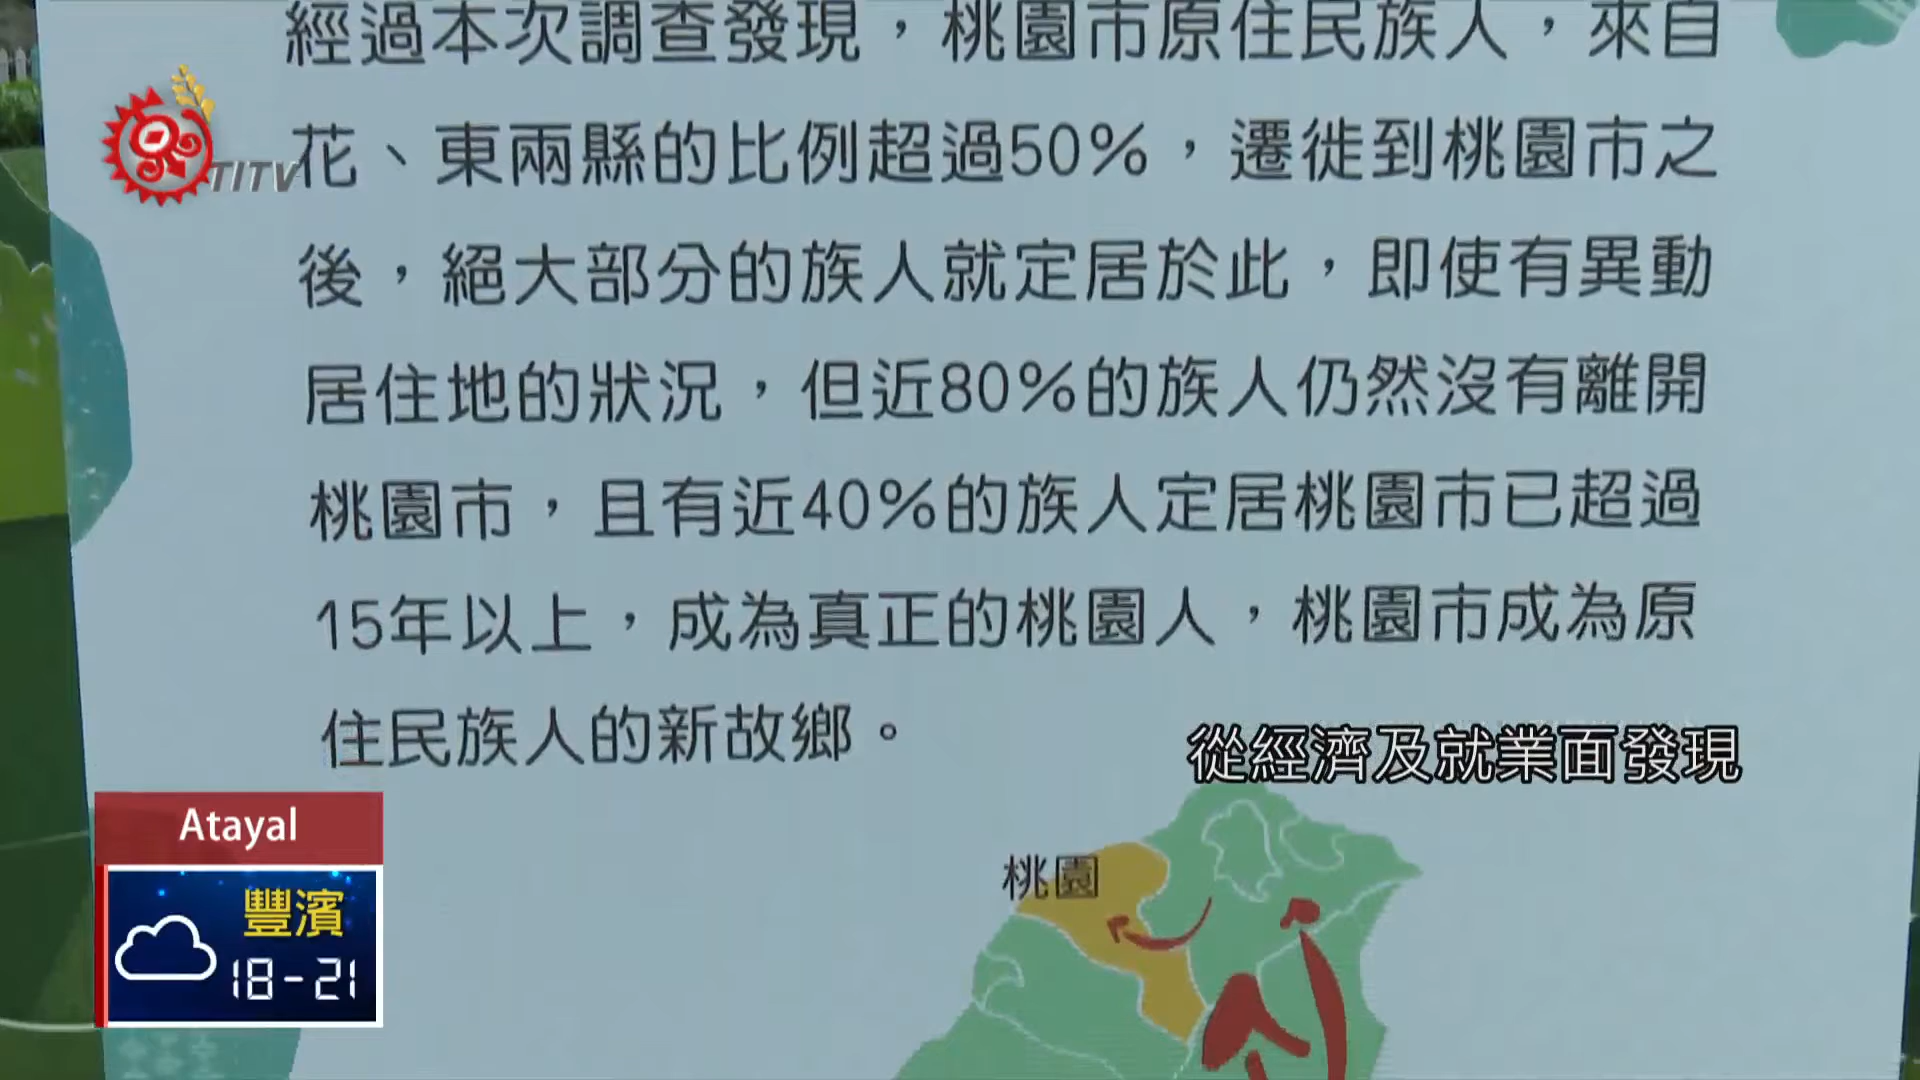 經過本次調查發現，桃園市原住民族人，來自
花、東兩縣的比例超過50%，遷徙到桃園市之
後，絕大部分的族人就定居於此，即使有異動
居住地的狀況，但近80%的族人仍然沒有離開
桃園市，且有近40%的族人定居桃園市已超過
15年以上，成為真正的桃園人，桃園市成為原
住民族人的新故鄉。
TITV
從經濟及就業面發現
桃園
Atayal
豐濱
18-21